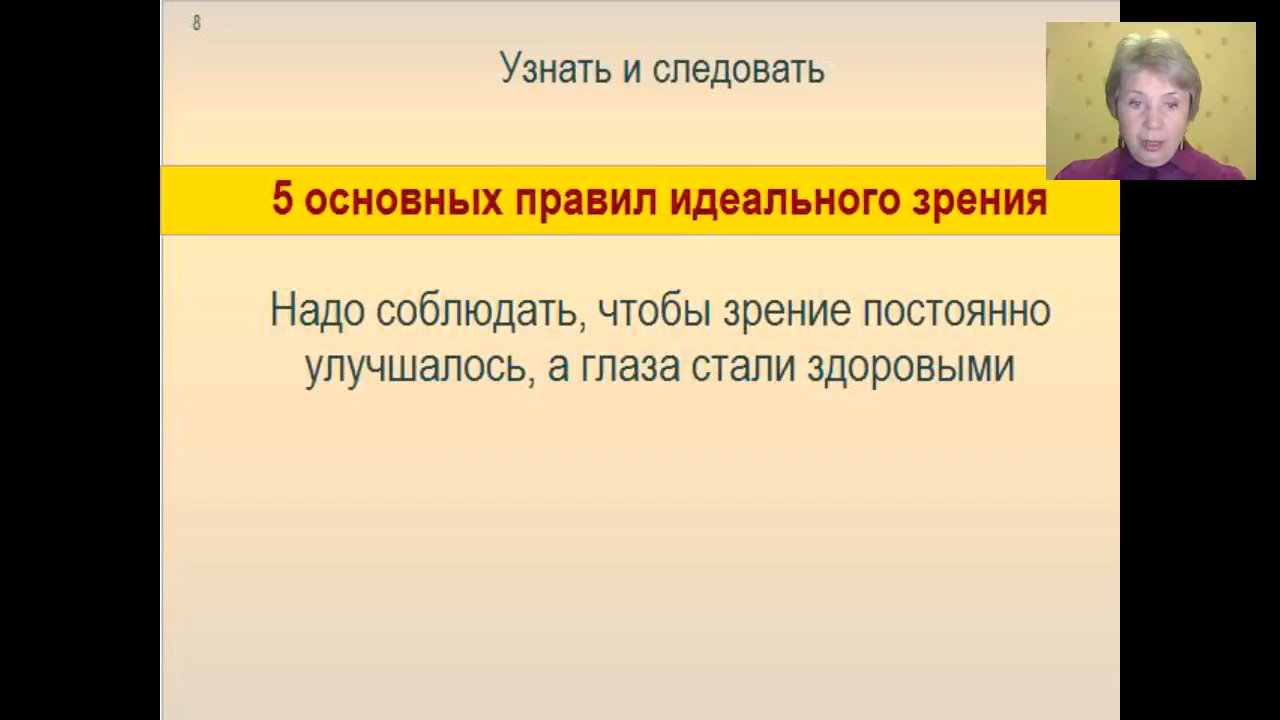 8
Узнать и следовать
5 основных правил идеального зрения
Надо соблюдать, чтобы зрение постоянно
улучшалось, а глаза стали здоровыми